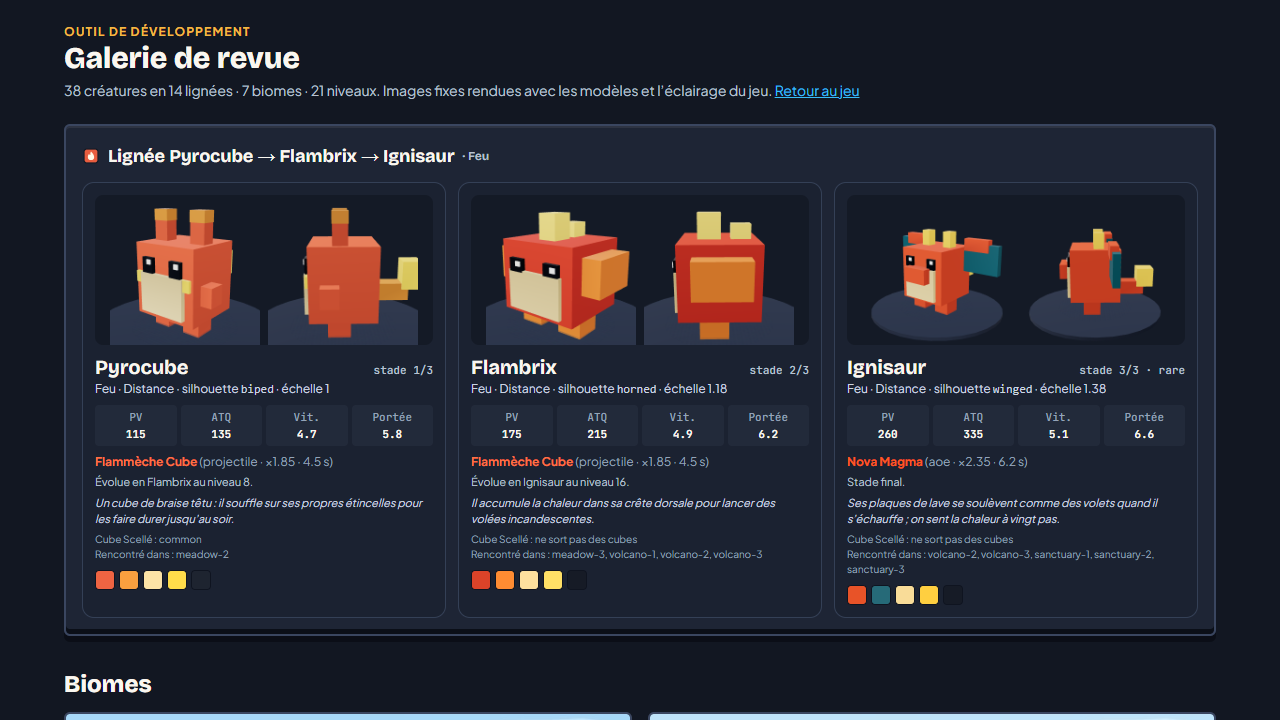 OUTIL DE DÉVELOPPEMENT
Galerie de revue
38 créatures en 14 lignées · 7 biomes · 21 niveaux. Images fixes rendues avec les modèles et l'éclairage du jeu. Retour au jeu
Lignée Pyrocube → Flambrix → Ignisaur · Feu
Pyrocube stade 1/3
Feu · Distance · silhouette biped · échelle 1
PV ATQ Vit. Portée
115 135 4.7 5.8
Flammèche Cube (projectile · ×1.85 · 4.5 s)
Évolue en Flambrix au niveau 8.
Un cube de braise têtu : il souffle sur ses propres étincelles pour
les faire durer jusqu'au soir.
Cube Scellé : common
Rencontré dans : meadow-2
Flambrix stade 2/3
Feu · Distance · silhouette horned · échelle 1.18
PV ATQ Vit. Portée
175 215 4.9 6.2
Flammèche Cube (projectile · ×1.85 · 4.5 s)
Évolue en Ignisaur au niveau 16.
Il accumule la chaleur dans sa crête dorsale pour lancer des
volées incandescentes.
Cube Scellé : ne sort pas des cubes
Rencontré dans : meadow-3, volcano-1, volcano-2, volcano-3
Ignisaur stade 3/3 · rare
Feu · Distance · silhouette winged · échelle 1.38
PV ATQ Vit. Portée
260 335 5.1 6.6
Nova Magma (aoe · ×2.35 · 6.2 s)
Stade final.
Ses plaques de lave se soulèvent comme des volets quand il
s'échauffe ; on sent la chaleur à vingt pas.
Cube Scellé : ne sort pas des cubes
Rencontré dans : volcano-2, volcano-3, sanctuary-1, sanctuary-2,
sanctuary-3
Biomes